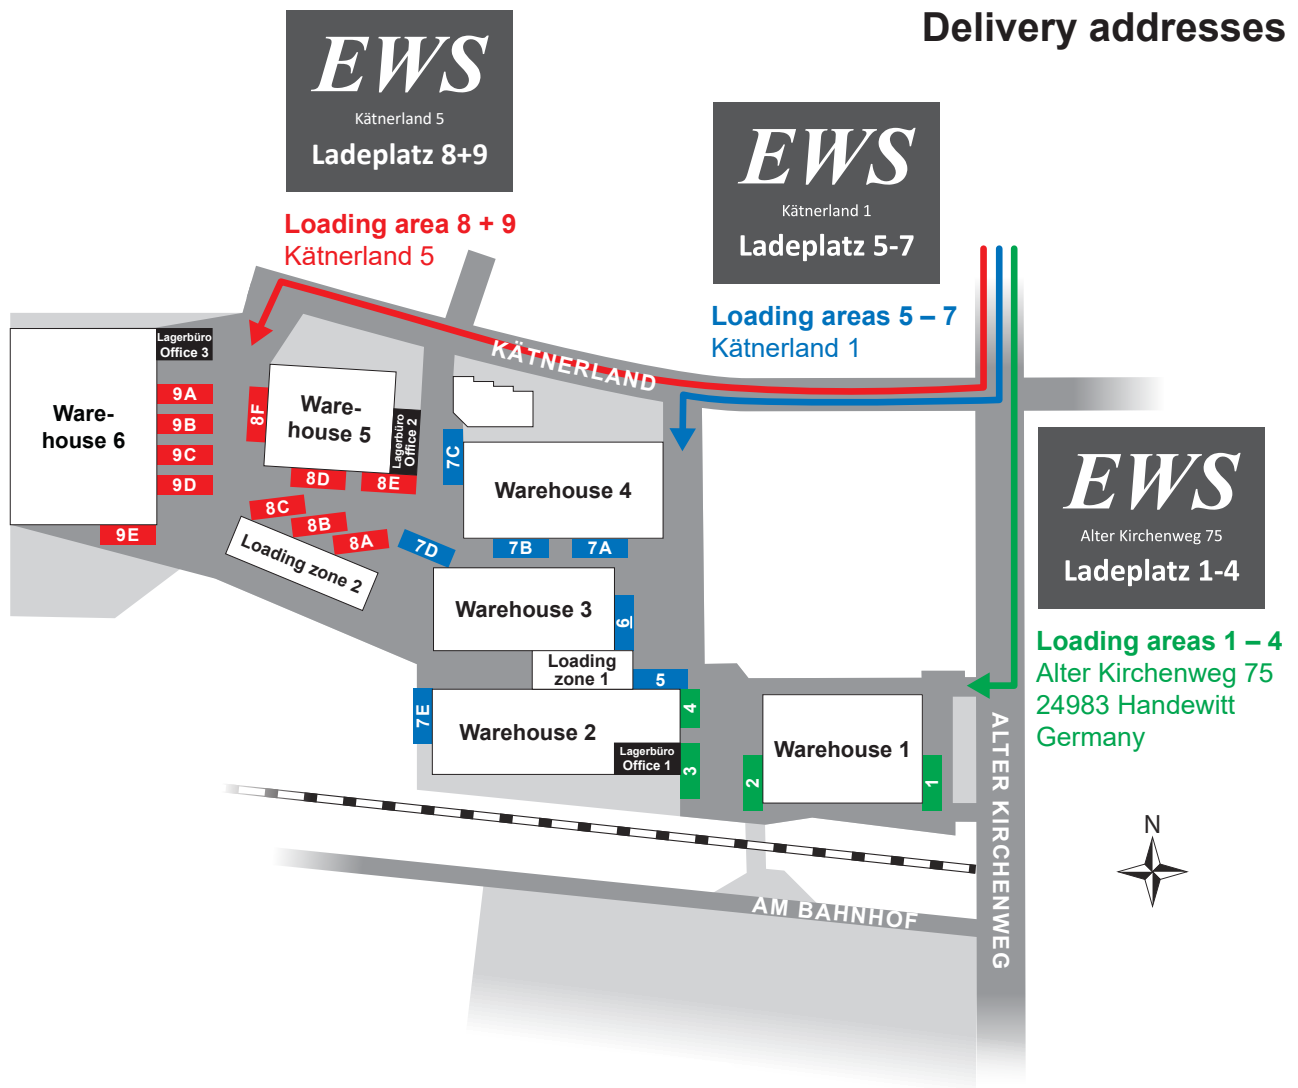 Delivery addresses
EWS
Kätnerland 5
Ladeplatz 8+9
EWS
Kätnerland 1
Ladeplatz 5-7
Loading area 8 + 9
Kätnerland 5
Loading areas 5 – 7
Kätnerland 1
KÄTNERLAND
Lagerbüro
Office 3
9A
9B
9C
9D
9E
Ware-
house 6
8F
Ware-
house 5
Lagerbüro
Office 2
8D
8E
8C
8B
8A
Loading zone 2
7C
Warehouse 4
7D
7B
7A
Warehouse 3
6
Loading
zone 1
5
7E
Warehouse 2
Lagerbüro
Office 1
4
3
Warehouse 1
2
1
EWS
Alter Kirchenweg 75
Ladeplatz 1-4
Loading areas 1 – 4
Alter Kirchenweg 75
24983 Handewitt
Germany
ALTER KIRCHENWEG
AM BAHNHOF
N